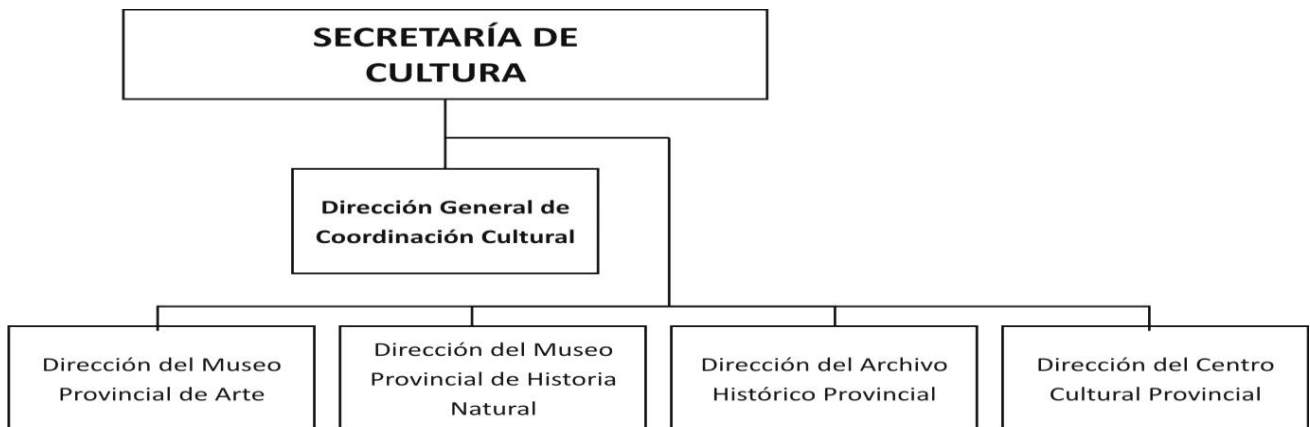 SECRETARÍA DE
CULTURA
Dirección General de
Coordinación Cultural
Dirección del Museo
Provincial de Arte
Dirección del Museo
Provincial de Historia
Natural
Dirección del Archivo
Histórico Provincial
Dirección del Centro
Cultural Provincial